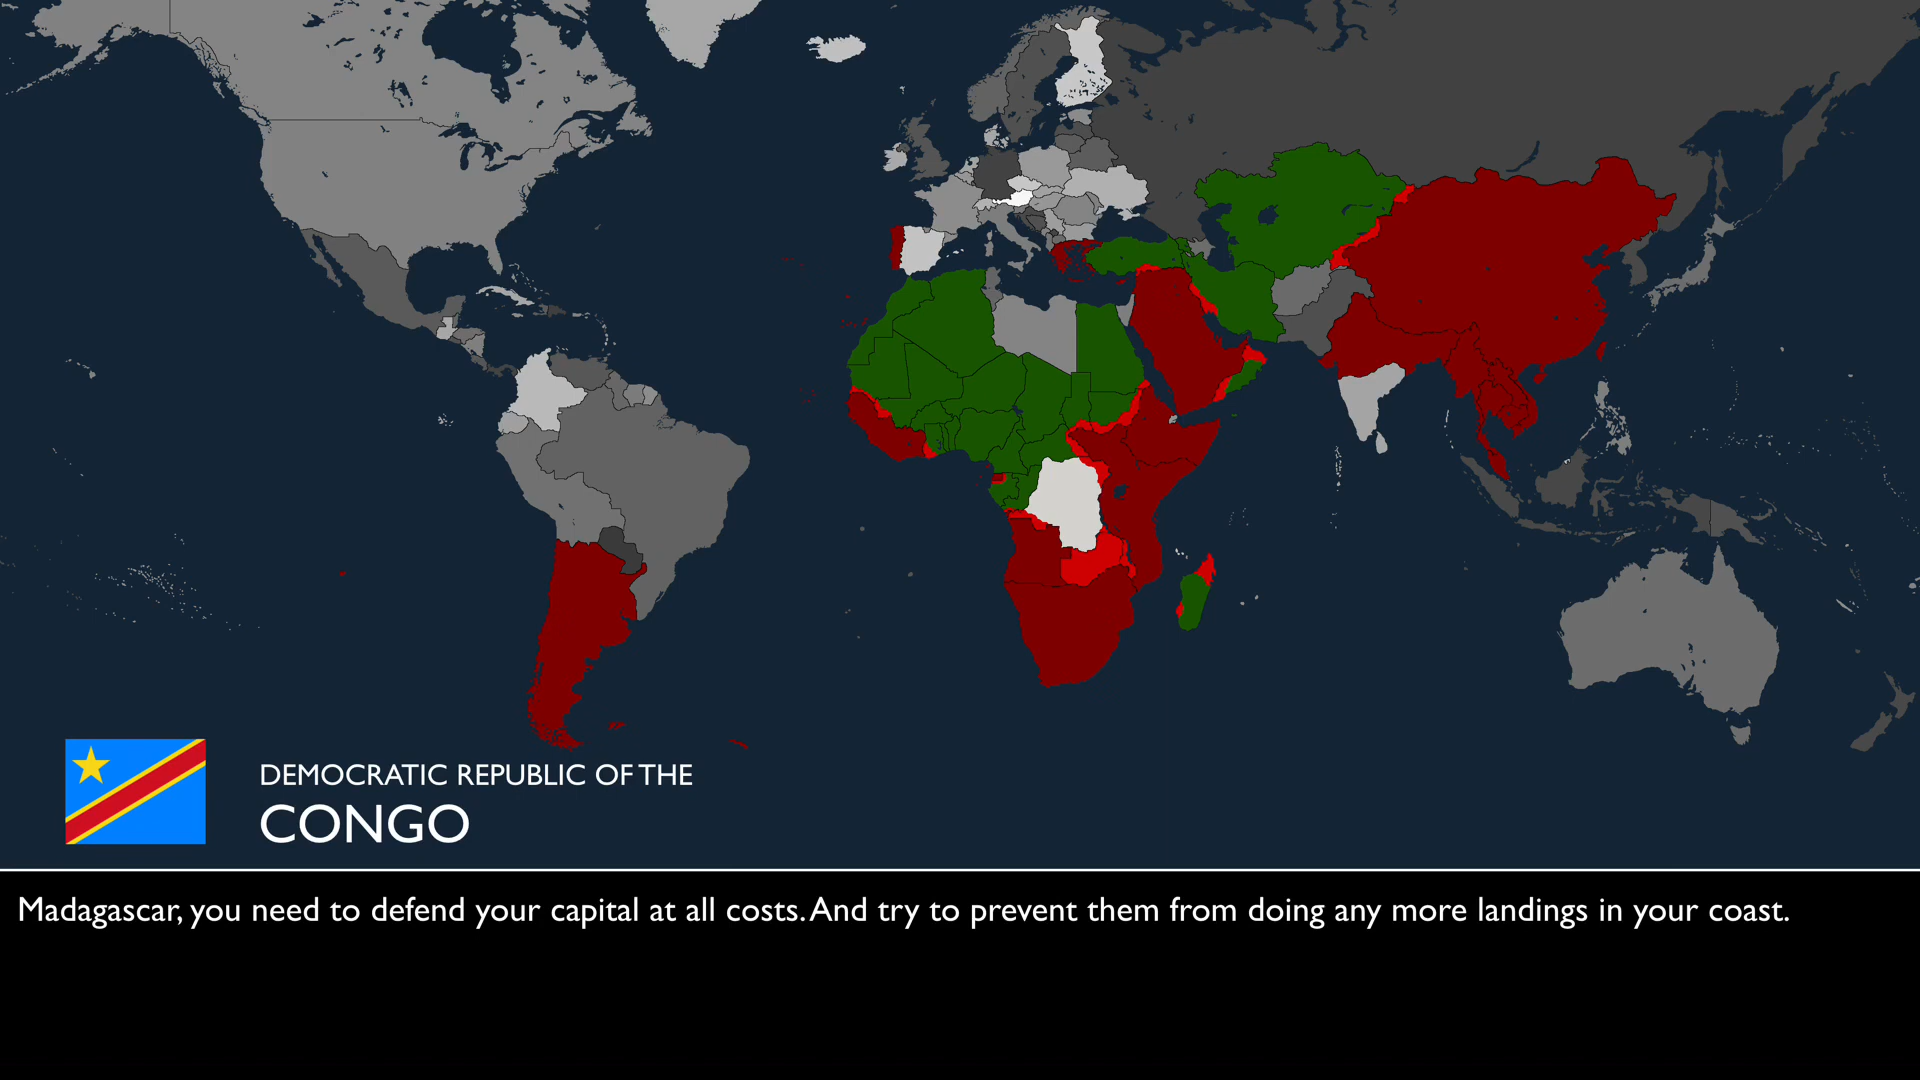 DEMOCRATIC REPUBLIC OF THE
CONGO
Madagascar, you need to defend your capital at all costs. And try to prevent them from doing any more landings in your coast.